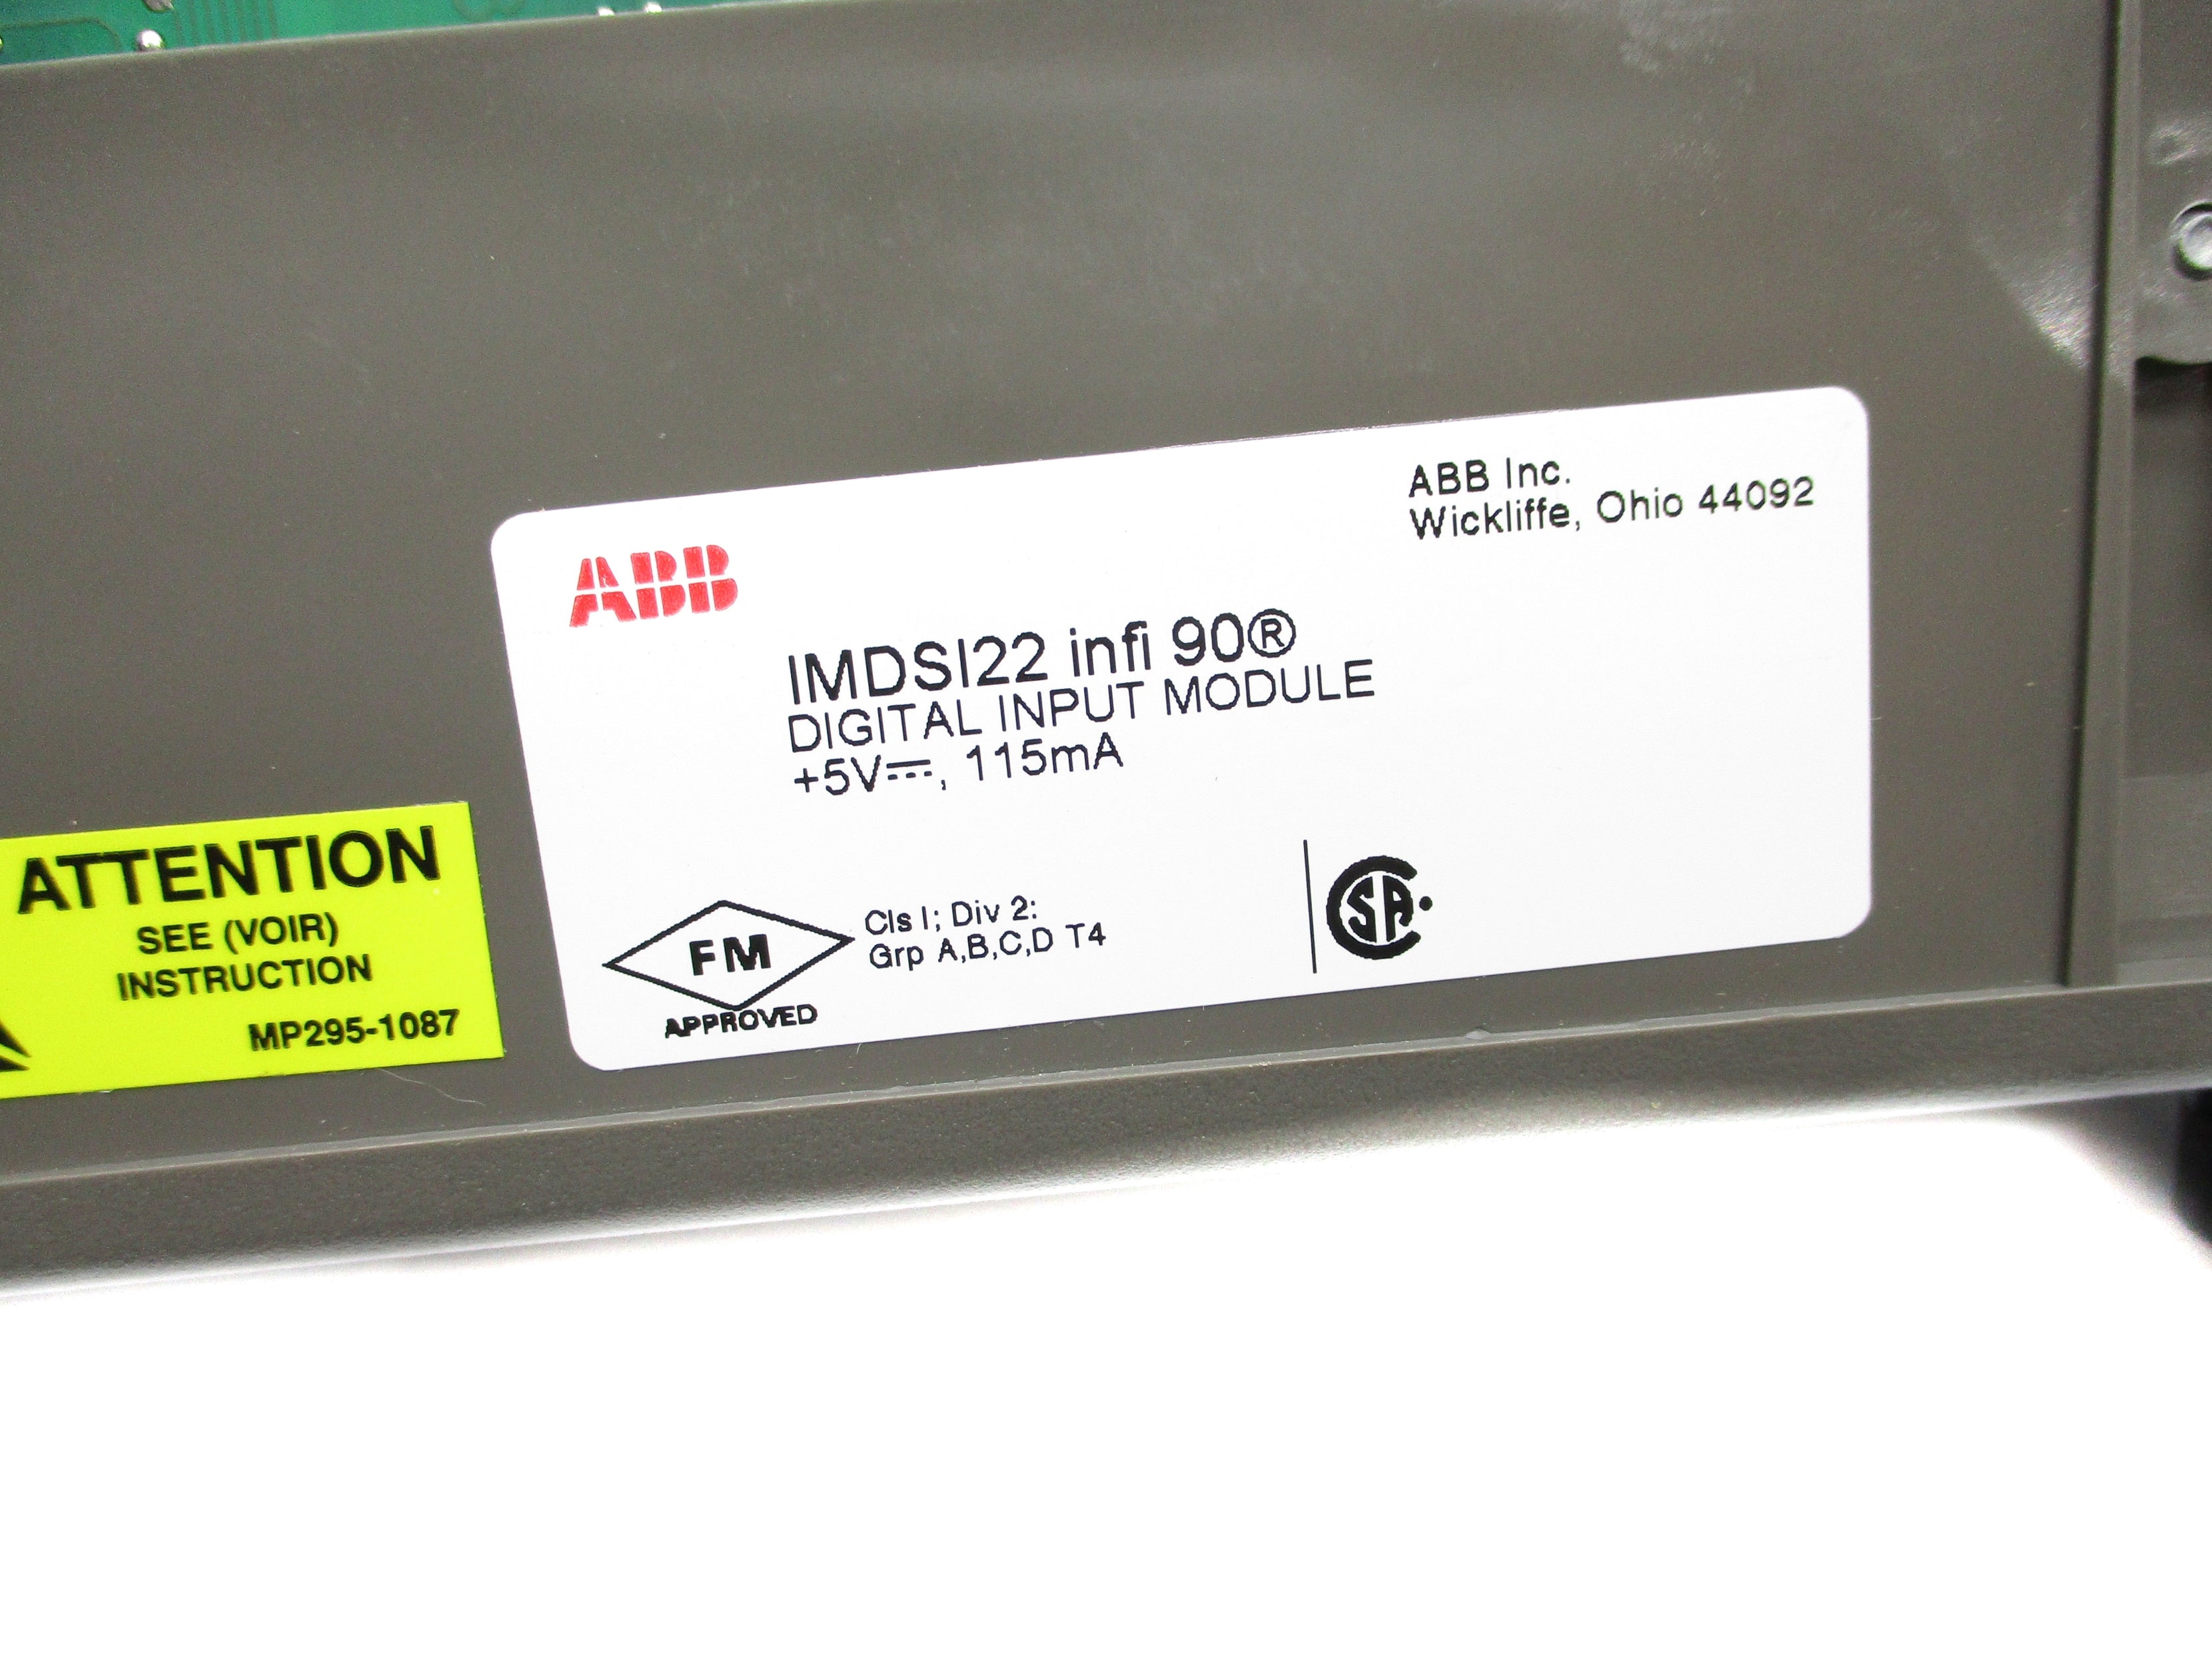 ABB Inc.
Wickliffe, Ohio 44092
ABB
IMDSI22 infi 90®
DIGITAL INPUT MODULE
+5V⎓, 115mA
FM
APPROVED
Cls I; Div 2:
Grp A,B,C,D T4
CSA
ATTENTION
SEE (VOIR)
INSTRUCTION
MP295-1087